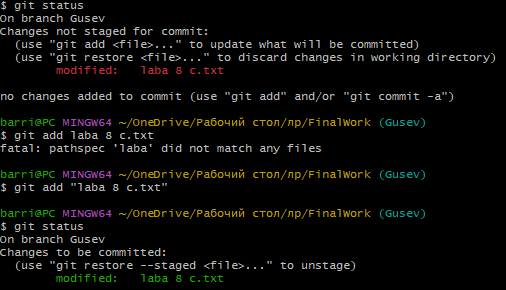 $ git status
On branch Gusev
Changes not staged for commit:
  (use "git add <file>..." to update what will be committed)
  (use "git restore <file>..." to discard changes in working directory)
        modified:   laba 8 c.txt

no changes added to commit (use "git add" and/or "git commit -a")

barri@PC MINGW64 ~/OneDrive/Рабочий стол/лр/FinalWork (Gusev)
$ git add laba 8 c.txt
fatal: pathspec 'laba' did not match any files

barri@PC MINGW64 ~/OneDrive/Рабочий стол/лр/FinalWork (Gusev)
$ git add "laba 8 c.txt"

barri@PC MINGW64 ~/OneDrive/Рабочий стол/лр/FinalWork (Gusev)
$ git status
On branch Gusev
Changes to be committed:
  (use "git restore --staged <file>..." to unstage)
        modified:   laba 8 c.txt